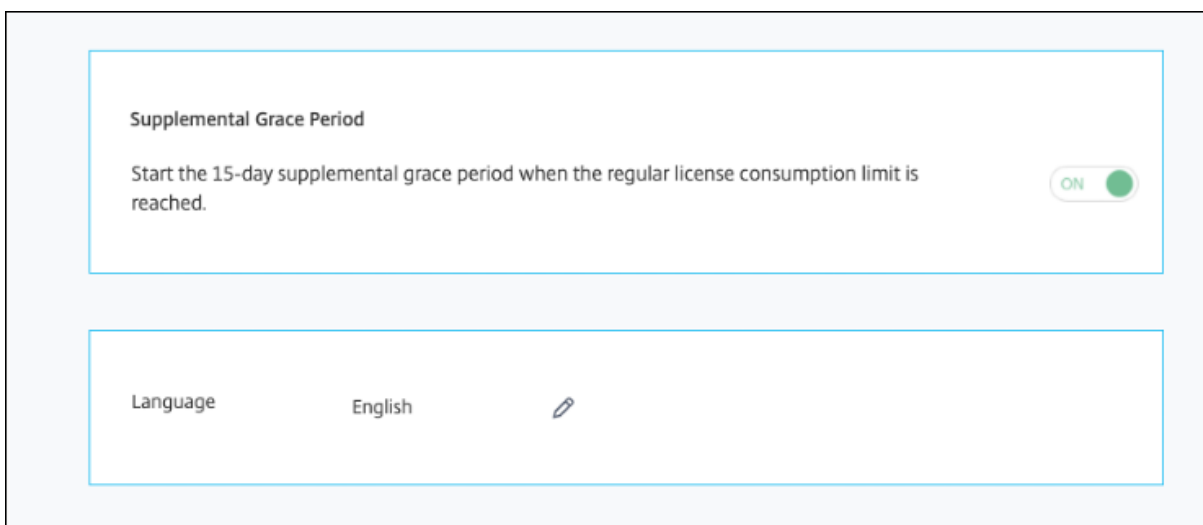 Supplemental Grace Period
Start the 15-day supplemental grace period when the regular license consumption limit is
reached.
ON
Language English